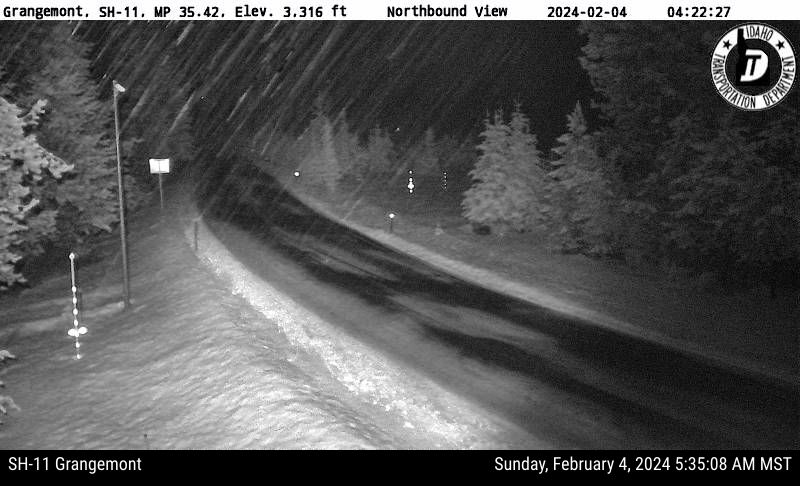 Grangemont, SH-11, MP 35.42, Elev. 3,316 ft Northbound View 2024-02-04 04:22:27
IDAHO
TRANSPORTATION DEPARTMENT
SH-11 Grangemont Sunday, February 4, 2024 5:35:08 AM MST